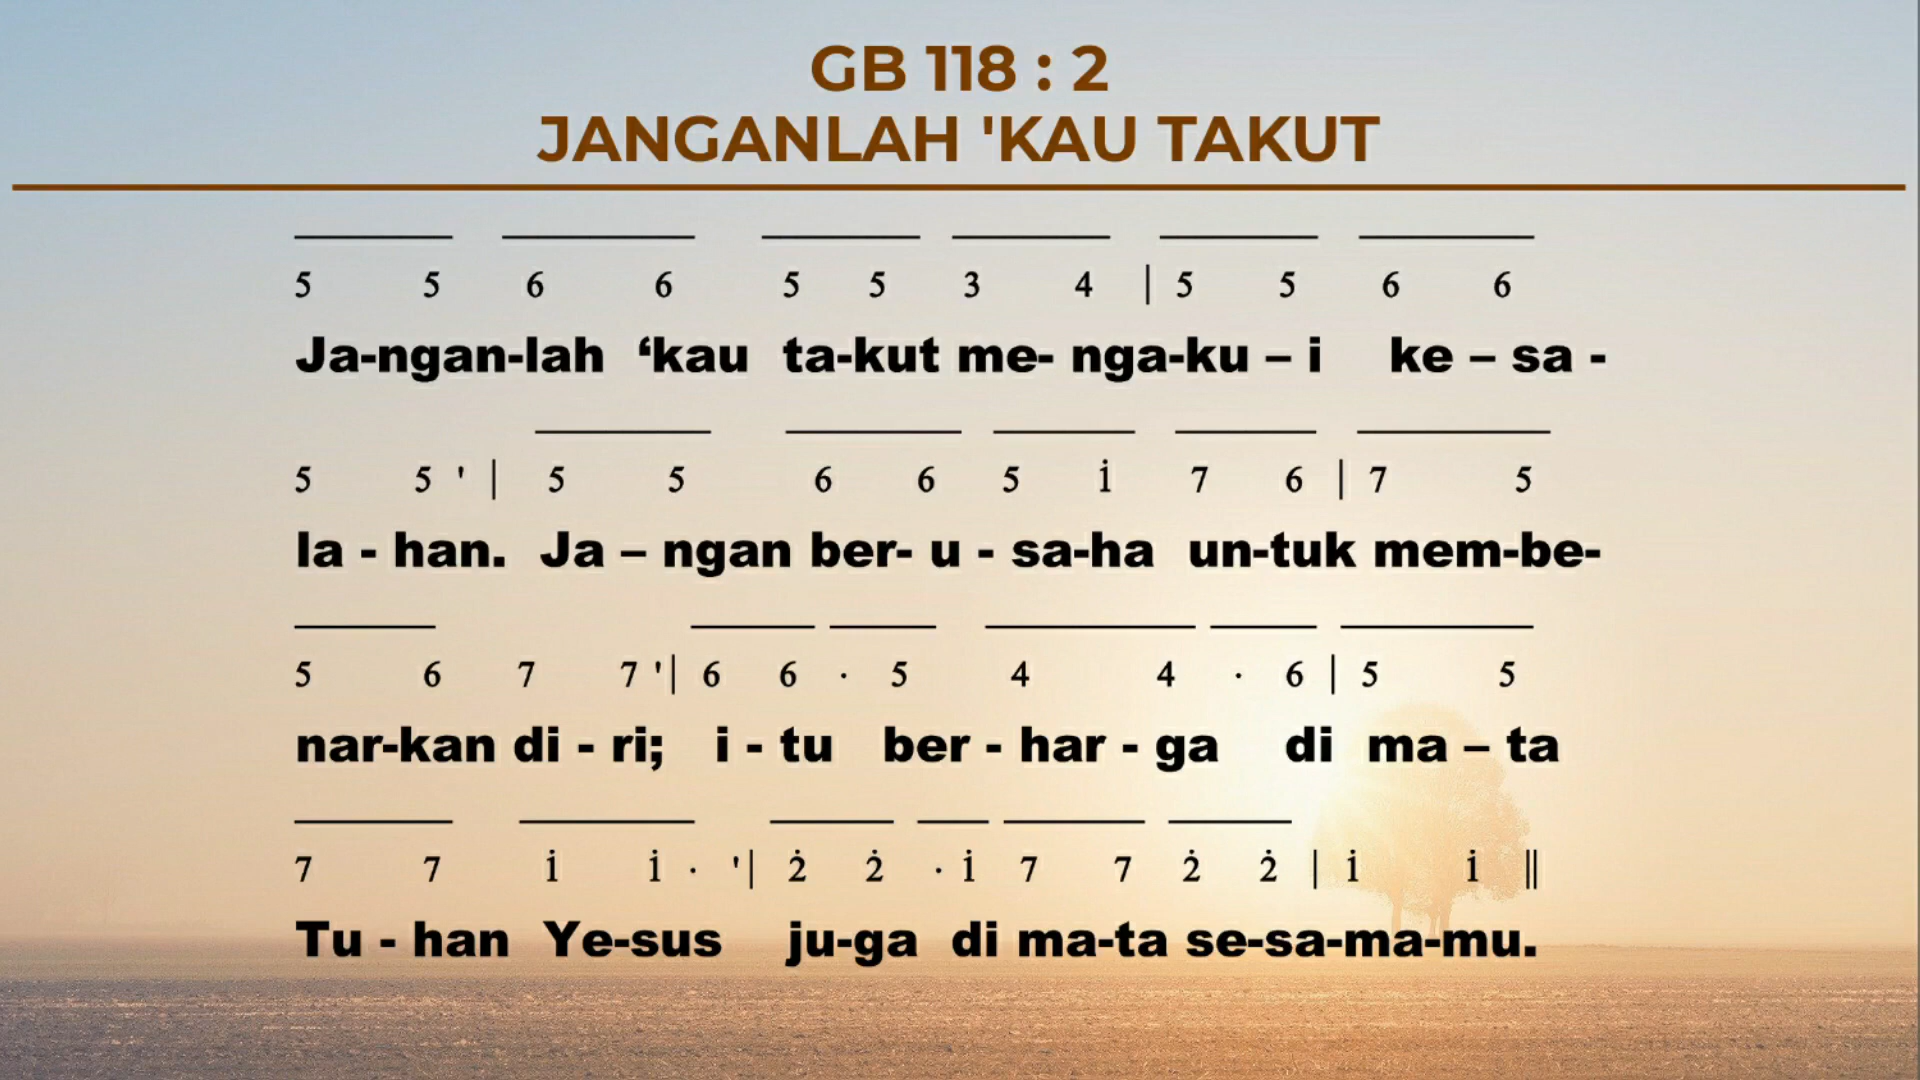 GB 118 : 2
JANGANLAH 'KAU TAKUT
5 5 6 6 5 5 3 4 | 5 5 6 6
Ja-ngan-lah ‘kau ta-kut me- nga-ku – i ke – sa -
5 5 ' | 5 5 6 6 5 i 7 6 | 7 5
la - han. Ja – ngan ber- u - sa-ha un-tuk mem-be-
5 6 7 7 '| 6 6 . 5 4 4 . 6 | 5 5
nar-kan di - ri; i - tu ber - har - ga di ma – ta
7 7 i i . '| 2̇ 2̇ . i 7 7 2̇ 2̇ | i i ||
Tu - han Ye-sus ju-ga di ma-ta se-sa-ma-mu.